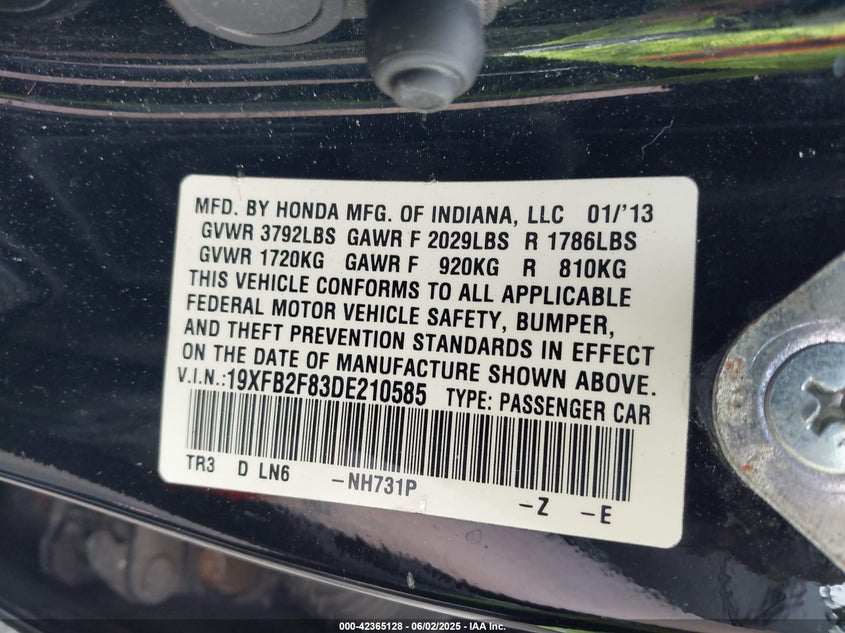 MFD. BY HONDA MFG. OF INDIANA, LLC 01/'13
GVWR 3792LBS GAWR F 2029LBS R 1786LBS
GVWR 1720KG GAWR F 920KG R 810KG
THIS VEHICLE CONFORMS TO ALL APPLICABLE
FEDERAL MOTOR VEHICLE SAFETY, BUMPER,
AND THEFT PREVENTION STANDARDS IN EFFECT
ON THE DATE OF MANUFACTURE SHOWN ABOVE.
V.I.N.:19XFB2F83DE210585 TYPE: PASSENGER CAR
TR3 D LN6 -NH731P -Z -E
000-42365128 - 06/02/2025 - IAA Inc.